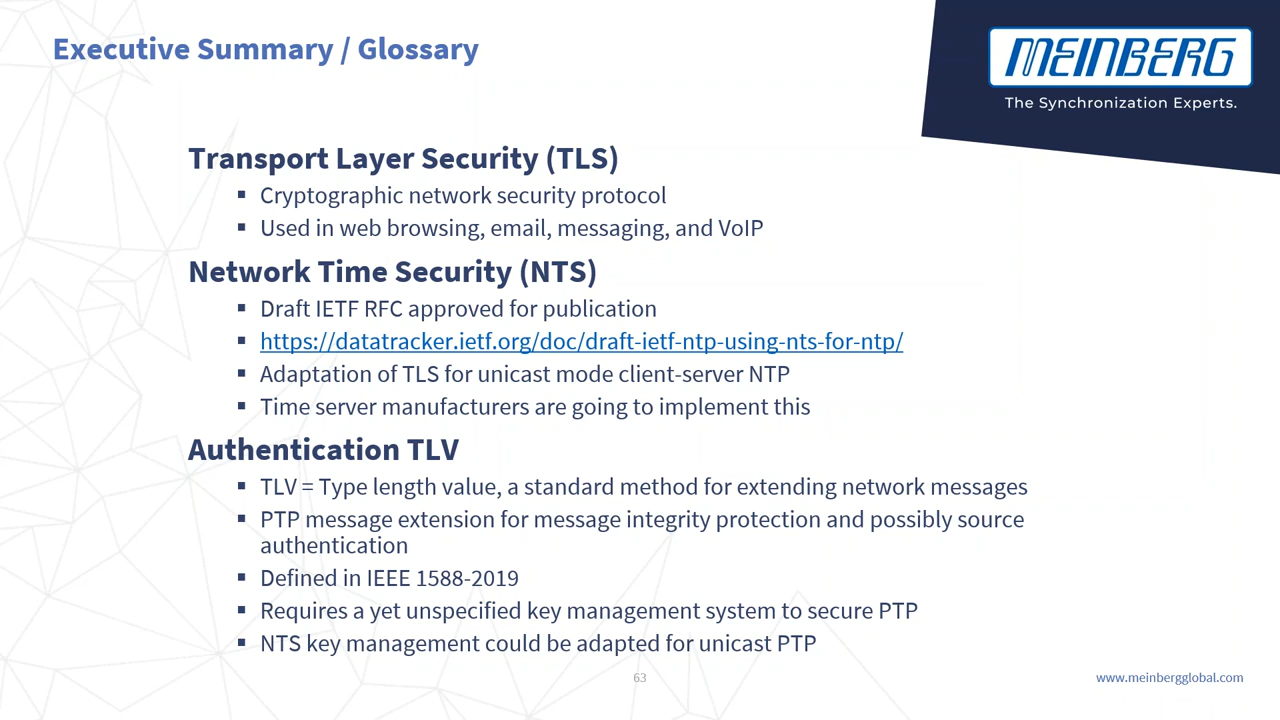 Executive Summary / Glossary
MEINBERG
The Synchronization Experts.
Transport Layer Security (TLS)
▪ Cryptographic network security protocol
▪ Used in web browsing, email, messaging, and VoIP
Network Time Security (NTS)
▪ Draft IETF RFC approved for publication
▪ https://datatracker.ietf.org/doc/draft-ietf-ntp-using-nts-for-ntp/
▪ Adaptation of TLS for unicast mode client-server NTP
▪ Time server manufacturers are going to implement this
Authentication TLV
▪ TLV = Type length value, a standard method for extending network messages
▪ PTP message extension for message integrity protection and possibly source
authentication
▪ Defined in IEEE 1588-2019
▪ Requires a yet unspecified key management system to secure PTP
▪ NTS key management could be adapted for unicast PTP
63
www.meinbergglobal.com